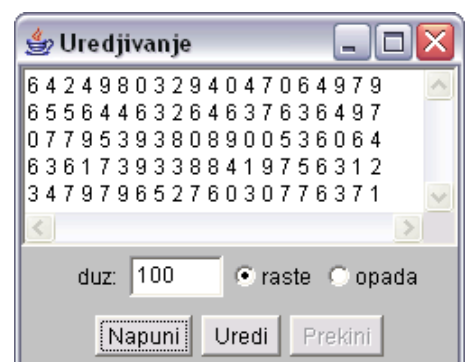 Uredjivanje
6 4 2 4 9 8 0 3 2 9 4 0 4 7 0 6 4 9 7 9
6 5 5 6 4 4 6 3 2 6 4 6 3 7 6 3 6 4 9 7
0 7 7 9 5 3 9 3 8 0 8 9 0 0 5 3 6 0 6 4
6 3 6 1 7 3 9 3 3 8 8 4 1 9 7 5 6 3 1 2
3 4 7 9 7 9 6 5 2 7 6 0 3 0 7 7 6 3 7 1
duz: 100 raste opada
Napuni Uredi Prekini